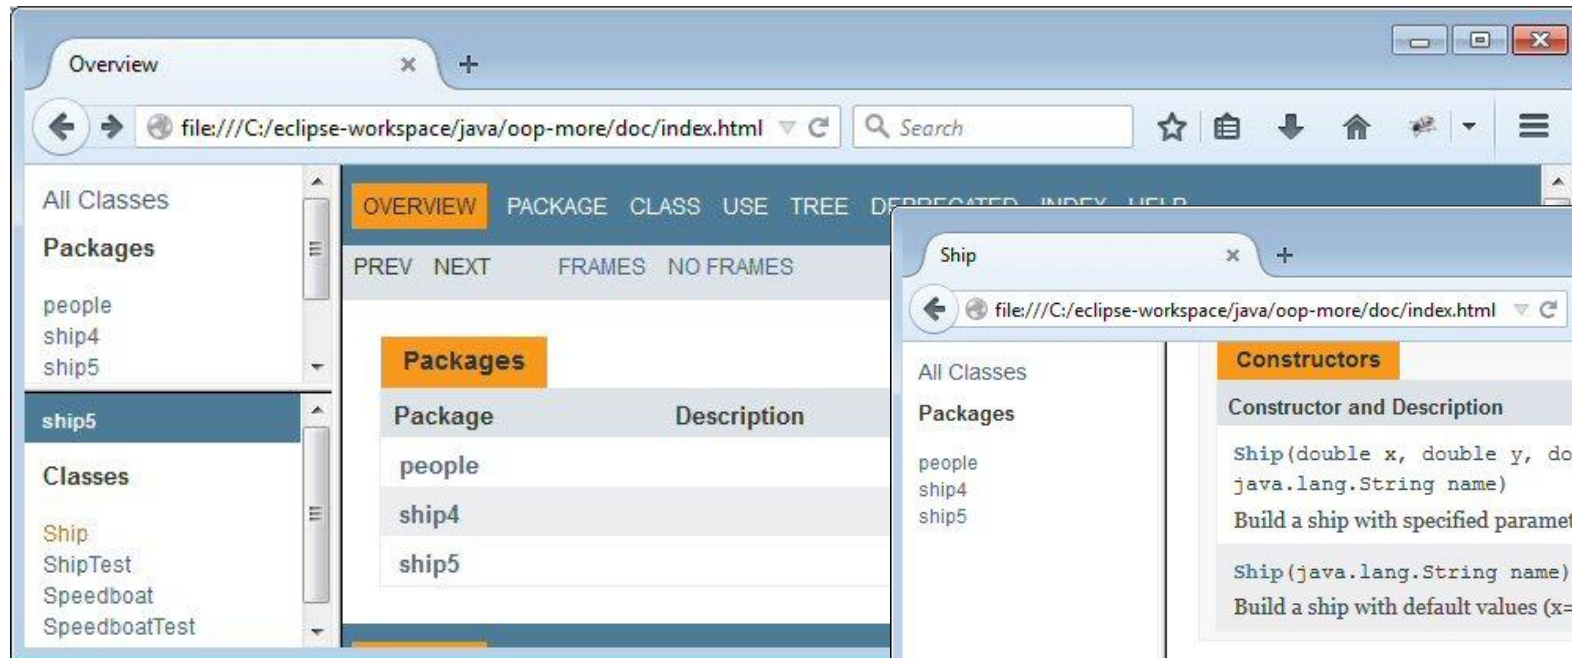 Overview
file:///C:/eclipse-workspace/java/oop-more/doc/index.html
Search
All Classes
Packages
people
ship4
ship5
ship5
Classes
Ship
ShipTest
Speedboat
SpeedboatTest
OVERVIEW PACKAGE CLASS USE TREE DEPRECATED INDEX HELP
PREV NEXT FRAMES NO FRAMES
Packages
Package Description
people
ship4
ship5
Ship
file:///C:/eclipse-workspace/java/oop-more/doc/index.html
All Classes
Packages
people
ship4
ship5
Constructors
Constructor and Description
Ship(double x, double y, do
java.lang.String name)
Build a ship with specified paramet
Ship(java.lang.String name)
Build a ship with default values (x=